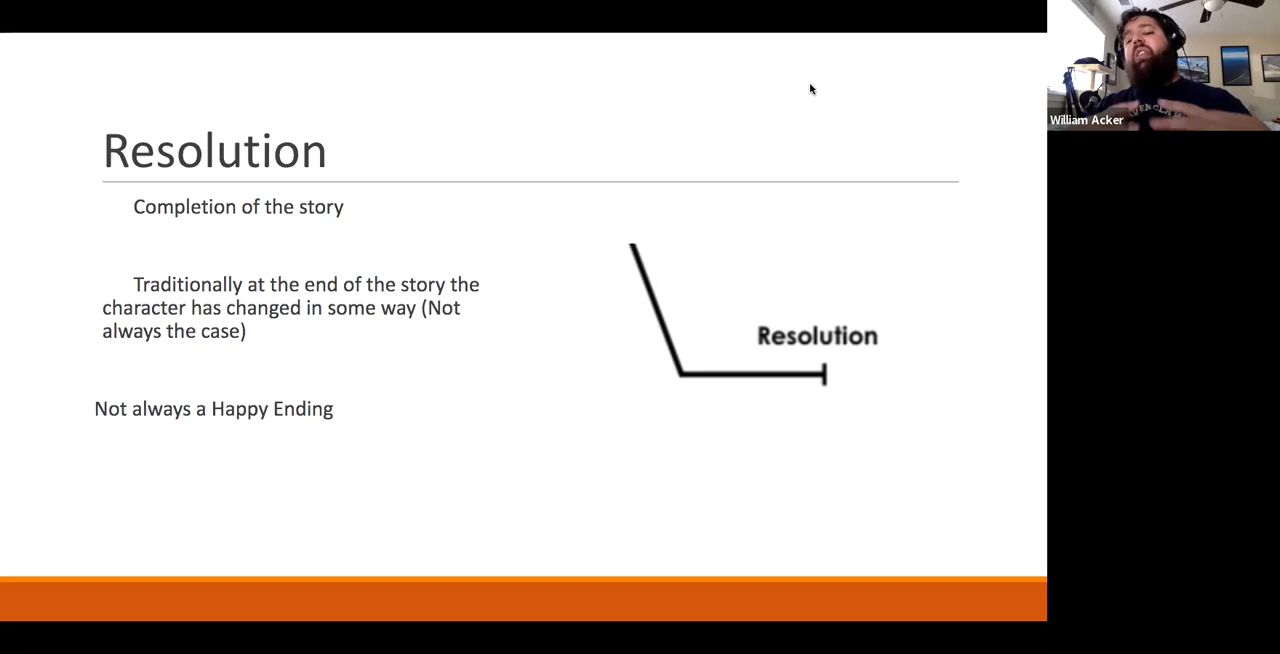 Resolution
Completion of the story
Traditionally at the end of the story the
character has changed in some way (Not
always the case)
Not always a Happy Ending
Resolution
William Acker